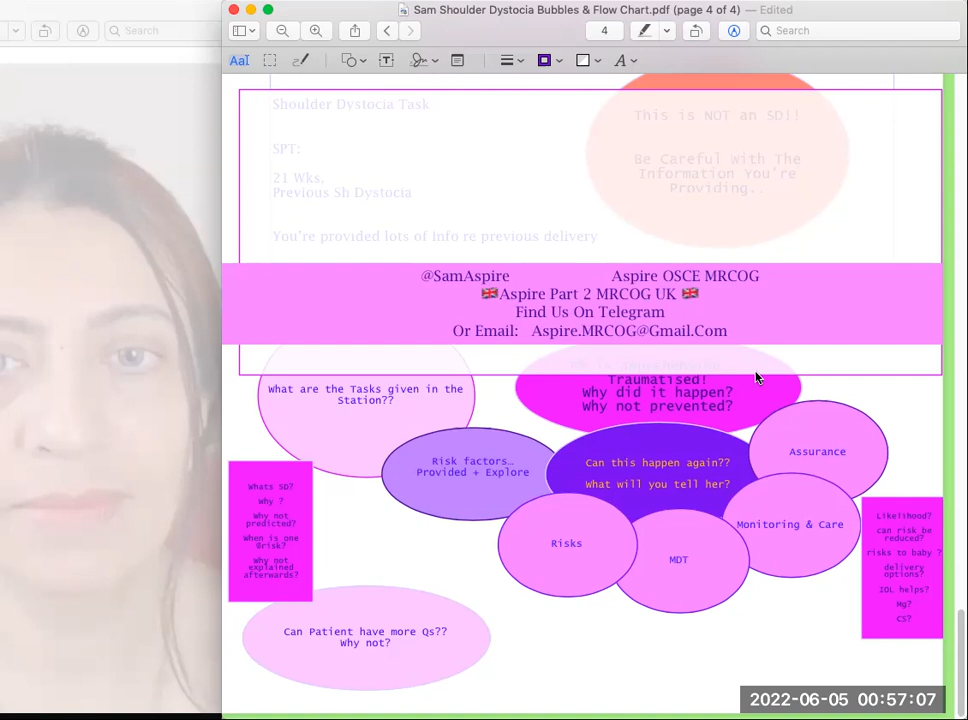 Sam Shoulder Dystocia Bubbles & Flow Chart.pdf (page 4 of 4) — Edited
Search
4
Search
AaI
T
A
Shoulder Dystocia Task
SPT:
21 Wks,
Previous Sh Dystocia
You're provided lots of Info re previous delivery
This is NOT an SD!!
Be Careful with The
Information You're
Providing..
@SamAspire
Aspire OSCE MRCOG
🇬🇧Aspire Part 2 MRCOG UK 🇬🇧
Find Us On Telegram
Or Email: Aspire.MRCOG@Gmail.Com
What are the Tasks given in the
Station??
Traumatised!
Why did it happen?
Why not prevented?
Risk factors…
Provided + Explore
Can this happen again??
What will you tell her?
Assurance
Monitoring & Care
MDT
Risks
Whats SD?
Why ?
Why not
predicted?
When is one
@risk?
Why not
explained
afterwards?
Likelihood?
can risk be
reduced?
risks to baby ?
delivery
options?
IOL helps?
Mg?
CS?
Can Patient have more Qs??
Why not?
2022-06-05 00:57:07